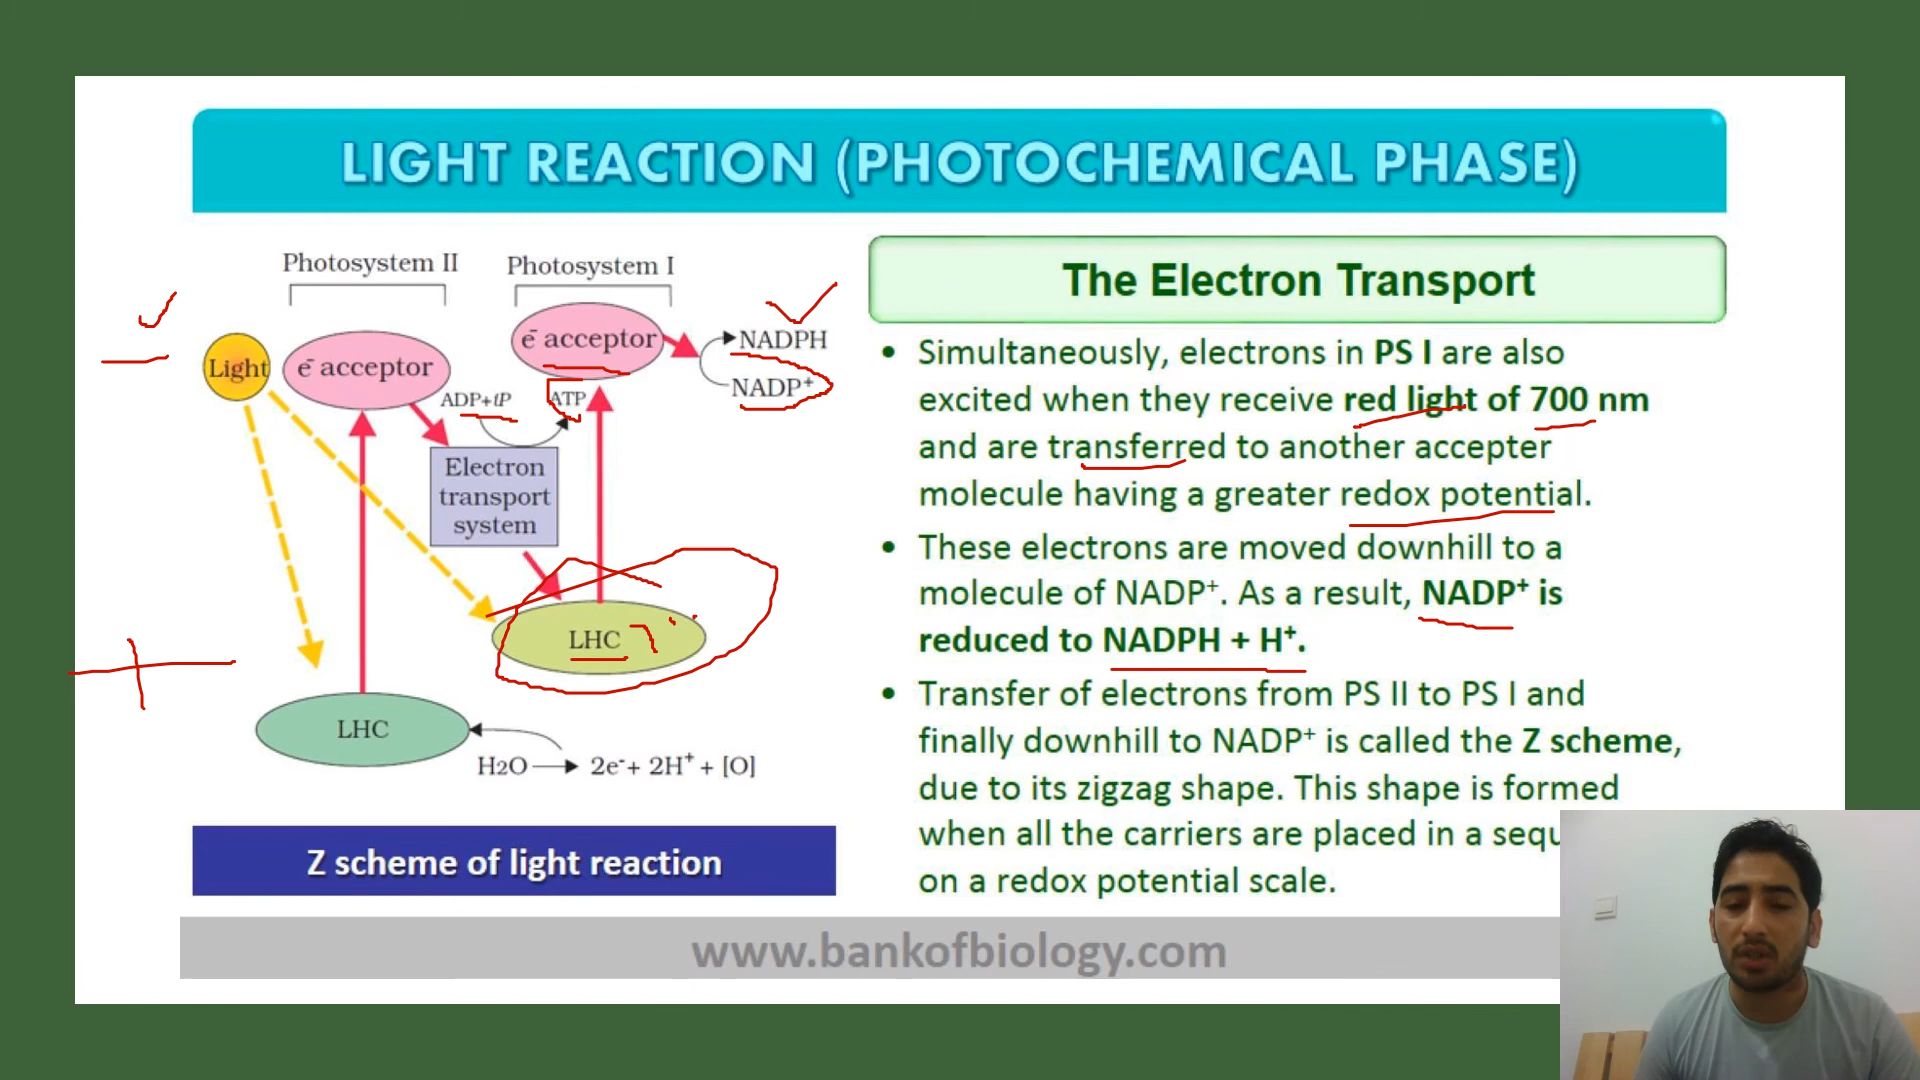 LIGHT REACTION (PHOTOCHEMICAL PHASE)
Photosystem II
Photosystem I
Light
e⁻ acceptor
e⁻ acceptor
NADPH
NADP⁺
ADP+iP
ATP
Electron
transport
system
LHC
LHC
H2O → 2e⁻+ 2H⁺ + [O]
Z scheme of light reaction
The Electron Transport
• Simultaneously, electrons in PS I are also
excited when they receive red light of 700 nm
and are transferred to another accepter
molecule having a greater redox potential.
• These electrons are moved downhill to a
molecule of NADP⁺. As a result, NADP⁺ is
reduced to NADPH + H⁺.
• Transfer of electrons from PS II to PS I and
finally downhill to NADP⁺ is called the Z scheme,
due to its zigzag shape. This shape is formed
when all the carriers are placed in a sequ
on a redox potential scale.
www.bankofbiology.com